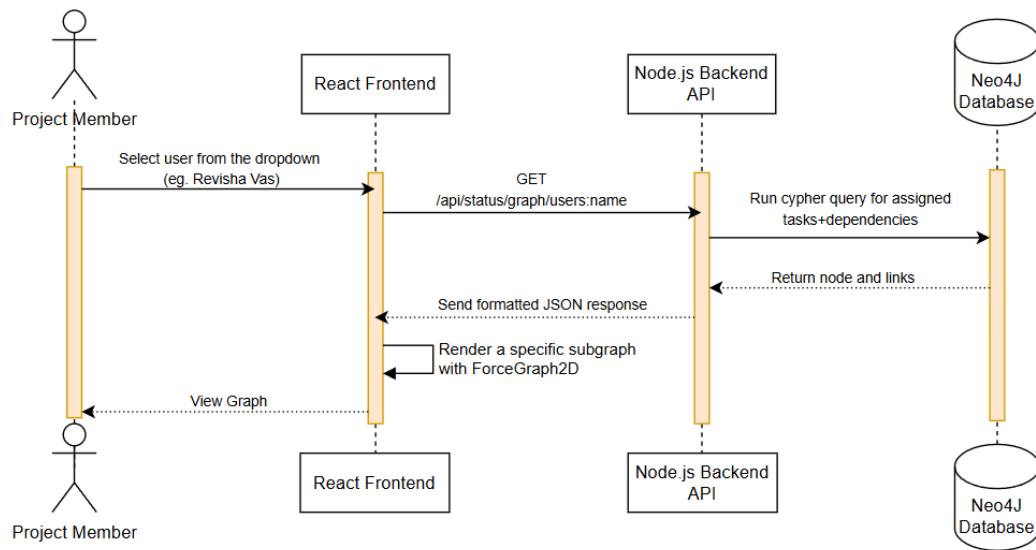 Project Member
React Frontend
Node.js Backend
API
Neo4J
Database
Select user from the dropdown
(eg. Revisha Vas)
GET
/api/status/graph/users:name
Run cypher query for assigned
tasks+dependencies
Return node and links
Send formatted JSON response
Render a specific subgraph
with ForceGraph2D
View Graph
Project Member
React Frontend
Node.js Backend
API
Neo4J
Database